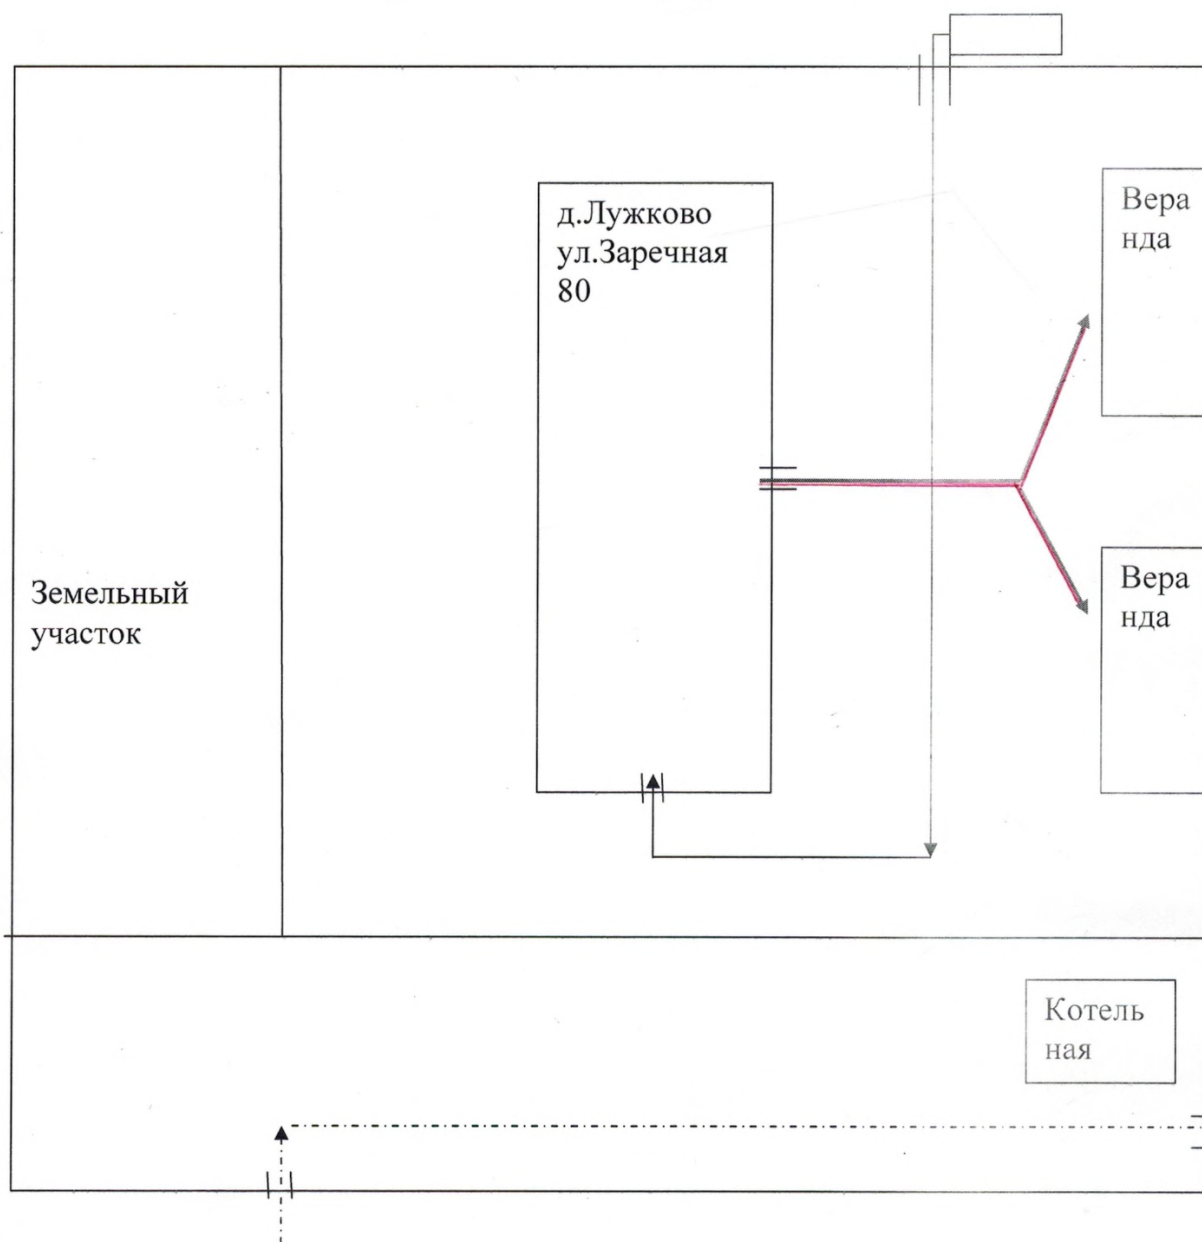 д.Лужково
ул.Заречная
80
Вера
нда
Земельный
участок
Вера
нда
Котель
ная